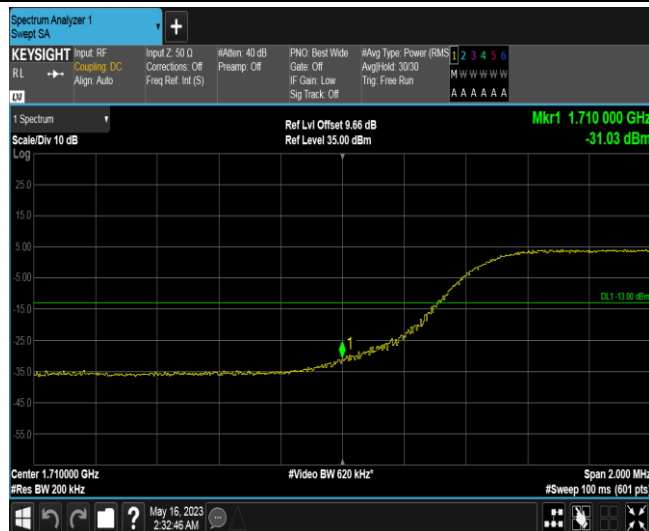 Spectrum Analyzer 1
Swept SA
KEYSIGHT
RL
Input: RF
Coupling: DC
Align: Auto
Input Z: 50 Ω
Corrections: Off
Freq Ref: Int (S)
#Atten: 40 dB
Preamp: Off
PNO: Best Wide
Gate: Off
IF Gain: Low
Sig Track: Off
#Avg Type: Power (RMS
Avg|Hold: 30/30
Trig: Free Run
1 2 3 4 5 6
M W W W W W
A A A A A A
1 Spectrum
Scale/Div 10 dB
Log
Ref Lvl Offset 9.66 dB
Ref Level 35.00 dBm
Mkr1 1.710 000 GHz
-31.03 dBm
25.0
15.0
5.00
-5.00
-15.0
-25.0
-35.0
-45.0
-55.0
DL1 -13.00 dBm
1
Center 1.710000 GHz
#Res BW 200 kHz
#Video BW 620 kHz*
Span 2.000 MHz
#Sweep 100 ms (601 pts)
?
May 16, 2023
2:32:46 AM